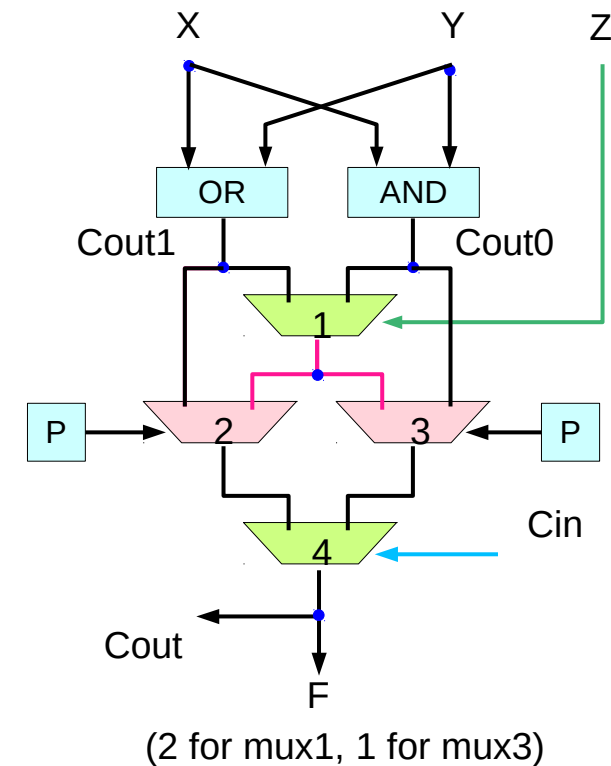 X Y Z
OR AND
Cout1 Cout0
1
P 2 3 P
Cin
4
Cout
F
(2 for mux1, 1 for mux3)